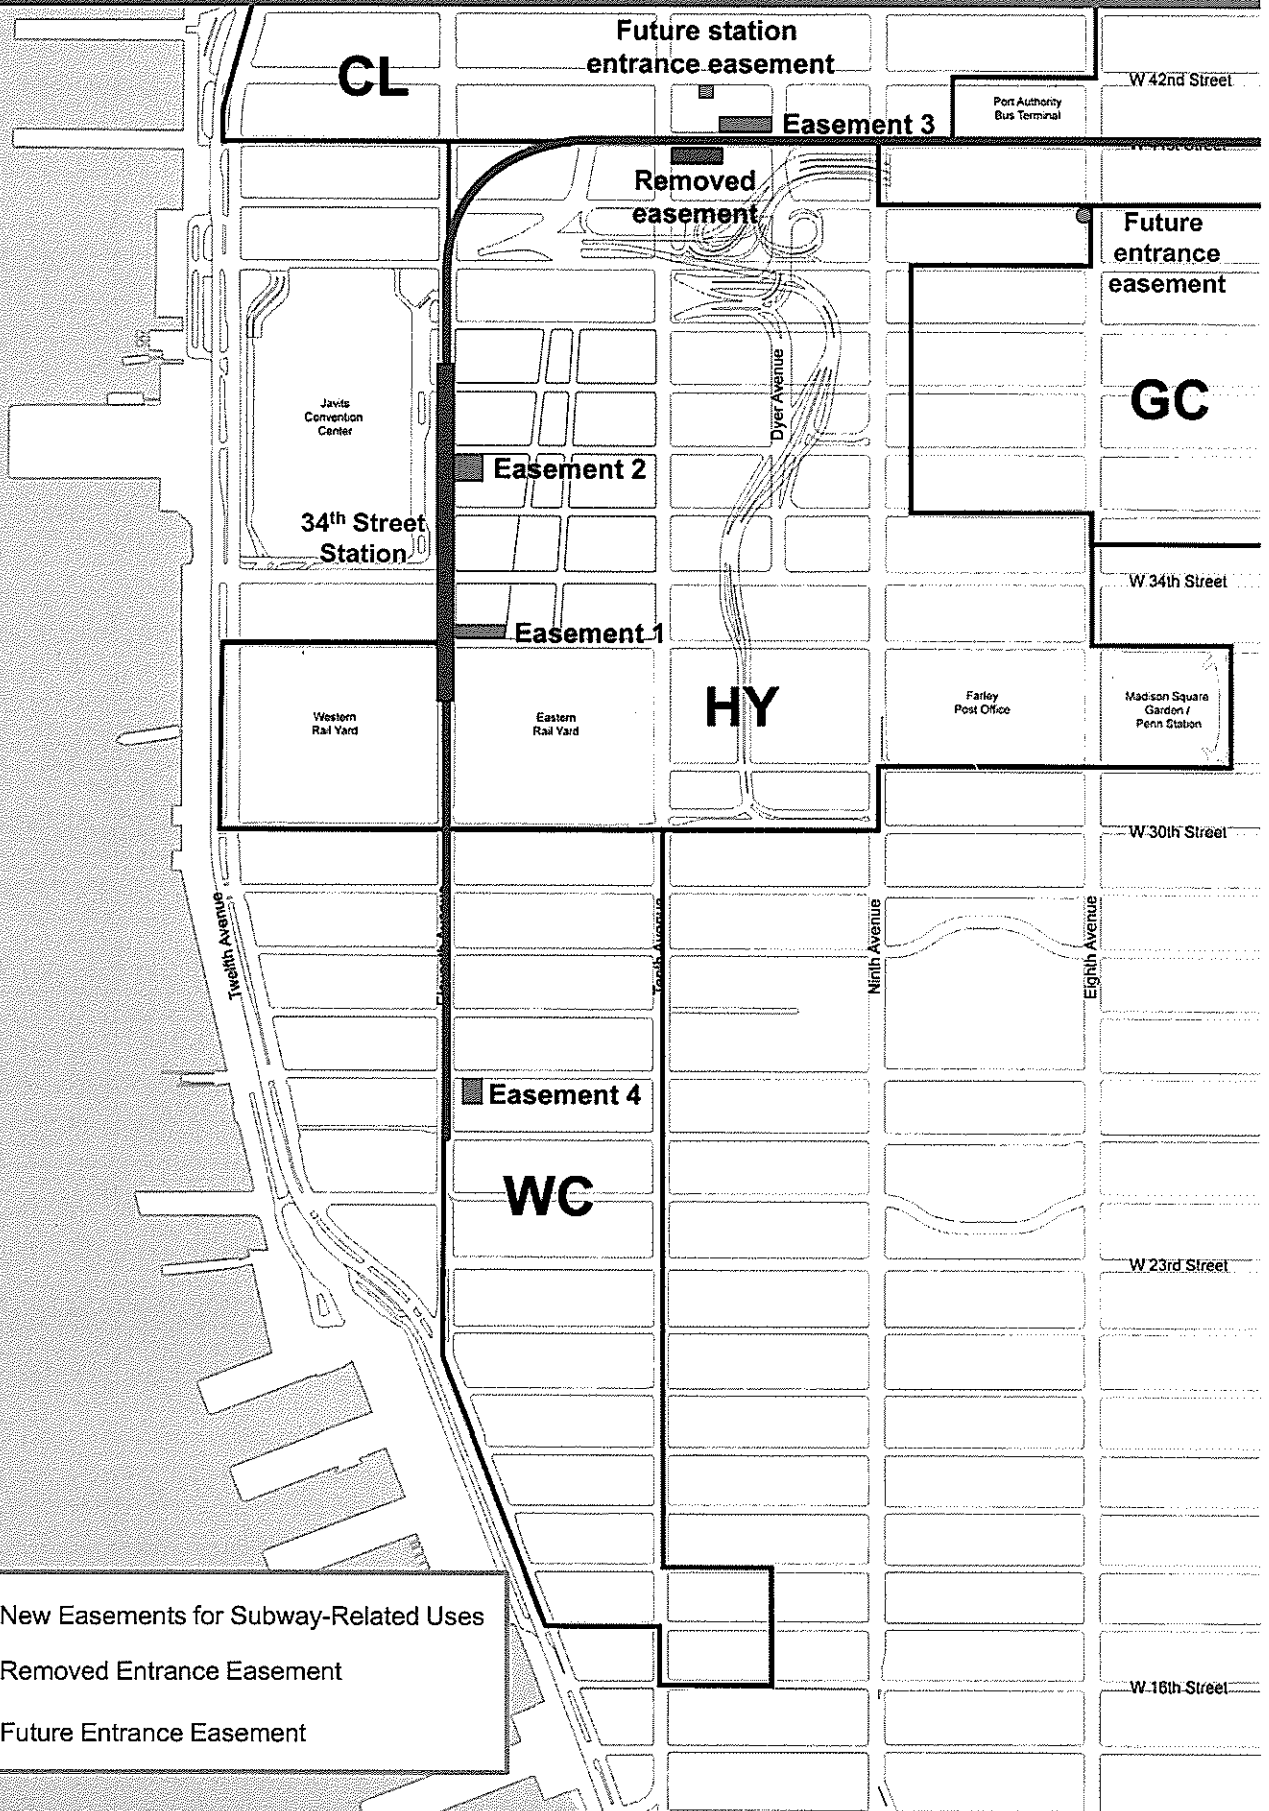 Future station
entrance easement
CL
W 42nd Street
Port Authority
Bus Terminal
Easement 3
W 41st Street
Removed
easement
Future
entrance
easement
Dyer Avenue
GC
Javits
Convention
Center
Easement 2
34th Street
Station
W 34th Street
Easement 1
HY
Western
Rail Yard
Eastern
Rail Yard
Farley
Post Office
Madison Square
Garden /
Penn Station
W 30th Street
Twelfth Avenue
Eleventh Avenue
Tenth Avenue
Ninth Avenue
Eighth Avenue
Easement 4
WC
W 23rd Street
New Easements for Subway-Related Uses
Removed Entrance Easement
Future Entrance Easement
W 16th Street